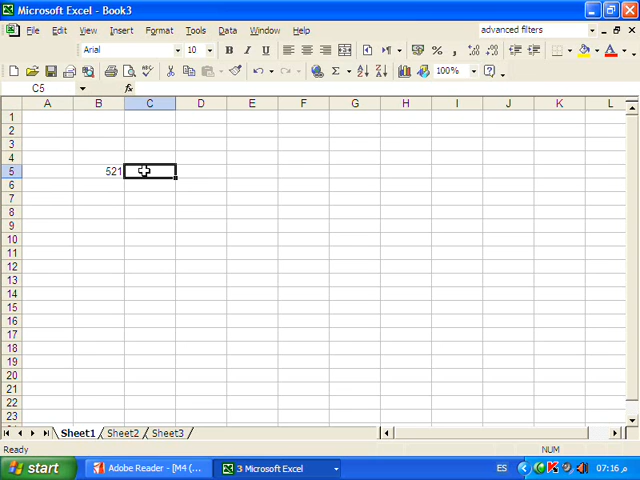 Microsoft Excel - Book3
File Edit View Insert Format Tools Data Window Help advanced filters
Arial 10 B I U % ,
Σ 100% ?
C5 fx
A B C D E F G H I J K L
1
2
3
4
5 521
6
7
8
9
10
11
12
13
14
15
16
17
18
19
20
21
22
23
Sheet1 Sheet2 Sheet3
Ready NUM
start Adobe Reader - [M4 (... 3 Microsoft Excel ES 07:16 م